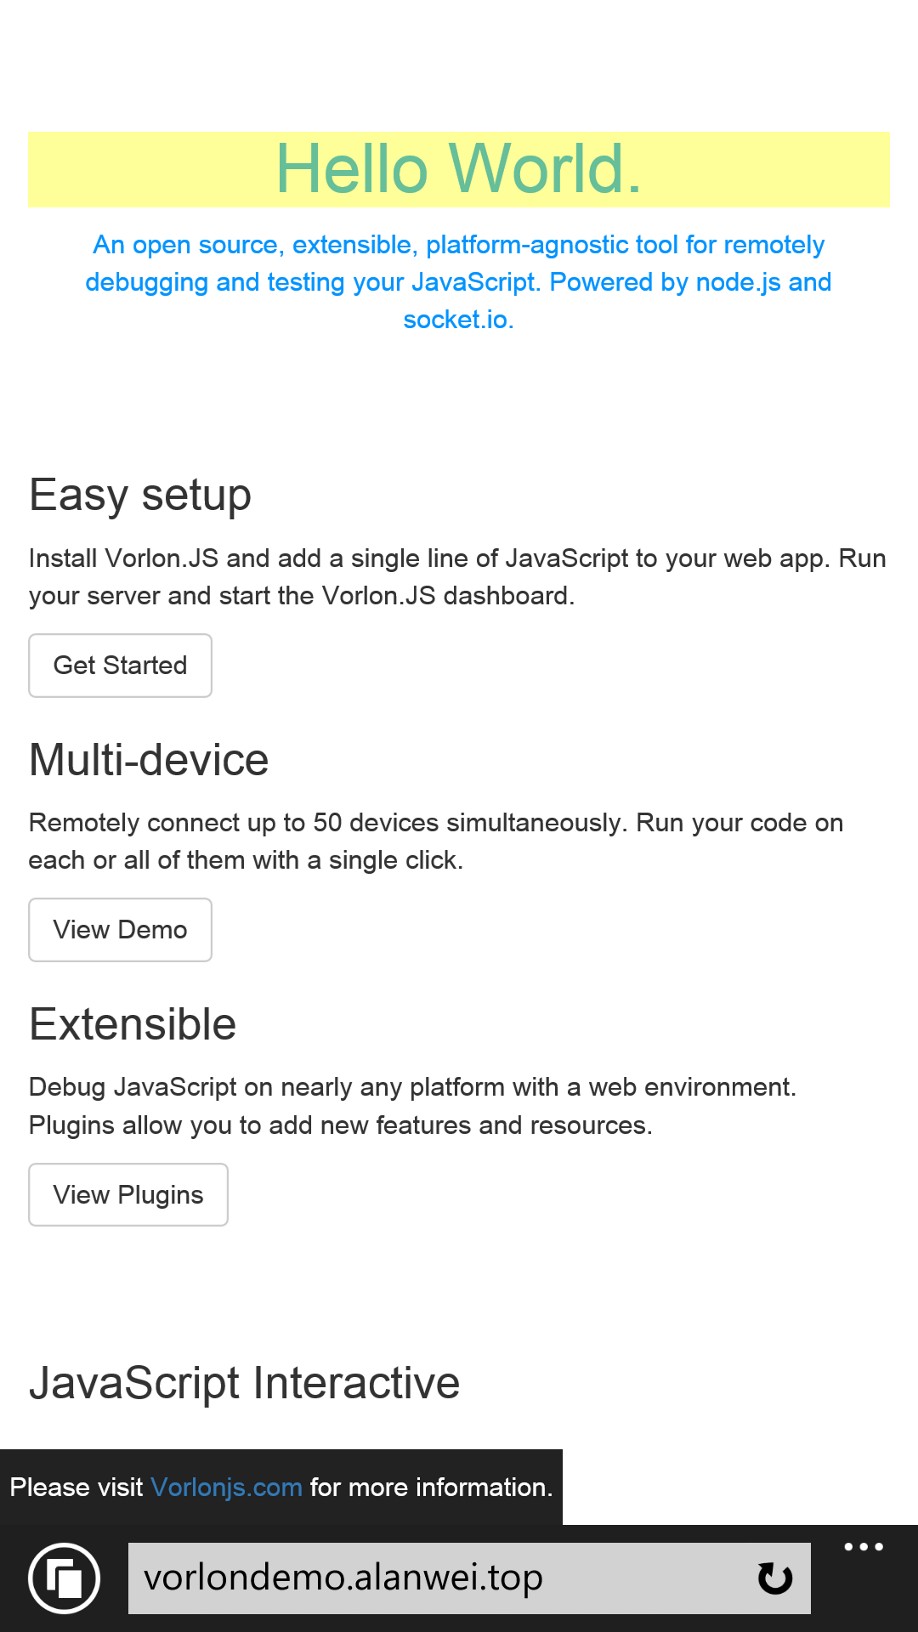 Hello World.
An open source, extensible, platform-agnostic tool for remotely
debugging and testing your JavaScript. Powered by node.js and
socket.io.
Easy setup
Install Vorlon.JS and add a single line of JavaScript to your web app. Run
your server and start the Vorlon.JS dashboard.
Get Started
Multi-device
Remotely connect up to 50 devices simultaneously. Run your code on
each or all of them with a single click.
View Demo
Extensible
Debug JavaScript on nearly any platform with a web environment.
Plugins allow you to add new features and resources.
View Plugins
JavaScript Interactive
Please visit Vorlonjs.com for more information.
vorlondemo.alanwei.top